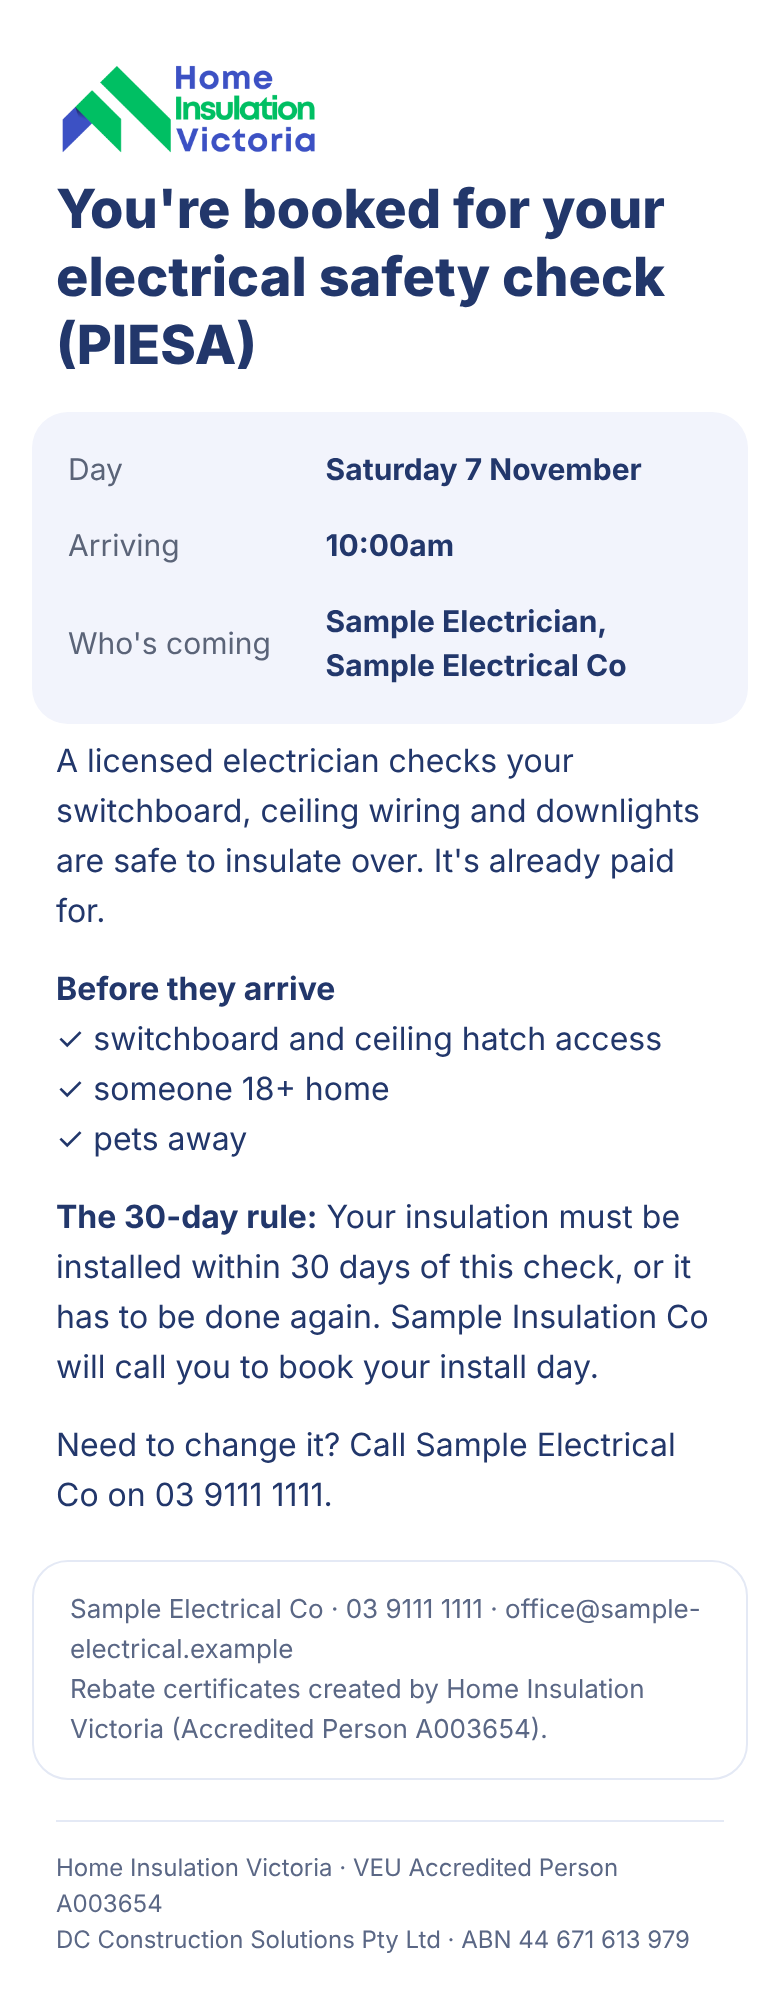 Home
Insulation
Victoria
You're booked for your
electrical safety check
(PIESA)
Day Saturday 7 November
Arriving 10:00am
Who's coming Sample Electrician,
Sample Electrical Co
A licensed electrician checks your
switchboard, ceiling wiring and downlights
are safe to insulate over. It's already paid
for.
Before they arrive
✓ switchboard and ceiling hatch access
✓ someone 18+ home
✓ pets away
The 30-day rule: Your insulation must be
installed within 30 days of this check, or it
has to be done again. Sample Insulation Co
will call you to book your install day.
Need to change it? Call Sample Electrical
Co on 03 9111 1111.
Sample Electrical Co · 03 9111 1111 · office@sample-
electrical.example
Rebate certificates created by Home Insulation
Victoria (Accredited Person A003654).
Home Insulation Victoria · VEU Accredited Person
A003654
DC Construction Solutions Pty Ltd · ABN 44 671 613 979